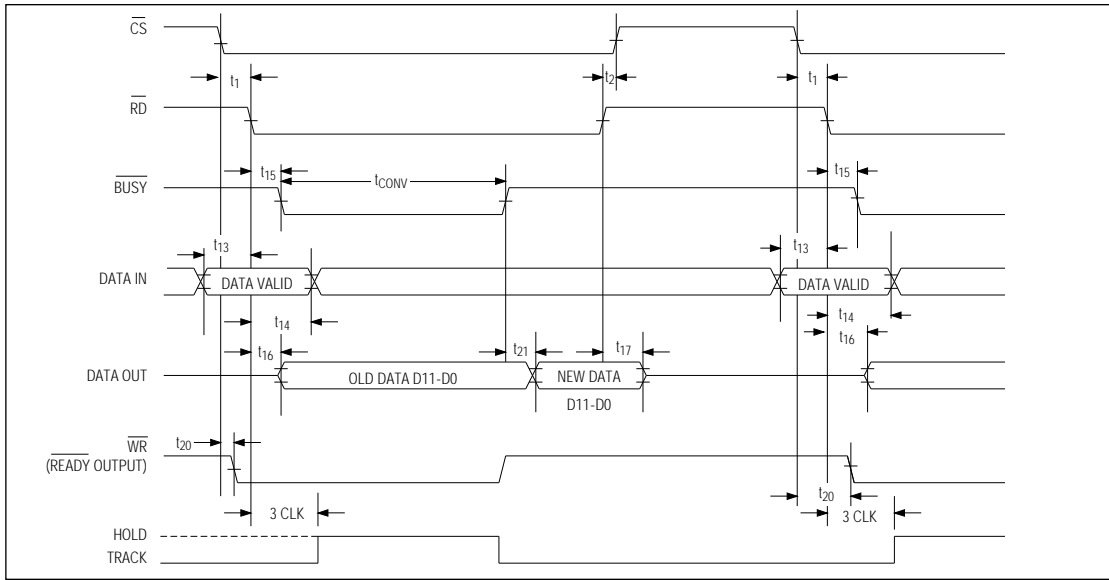 CS
t1 t2 t1
RD
t15 tCONV t15
BUSY
t13 t13
DATA IN DATA VALID DATA VALID
t14 t14
t16 t21 t17 t16
DATA OUT OLD DATA D11-D0 NEW DATA
D11-D0
WR t20
(READY OUTPUT)
t20
3 CLK 3 CLK
HOLD
TRACK